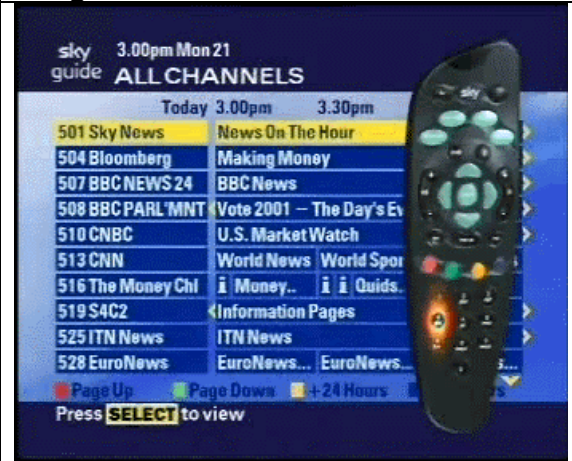 sky guide
3.00pm Mon 21
ALL CHANNELS
Today 3.00pm 3.30pm
501 Sky News News On The Hour
504 Bloomberg Making Money
507 BBC NEWS 24 BBC News
508 BBC PARL'MNT Vote 2001 – The Day's Ev
510 CNBC U.S. Market Watch
513 CNN World News World Spor
516 The Money Chl i Money.. i i Quids.
519 S4C2 Information Pages
525 ITN News ITN News
528 EuroNews EuroNews... EuroNews.. s...
Page Up Page Down +24 Hours
Press SELECT to view
sky